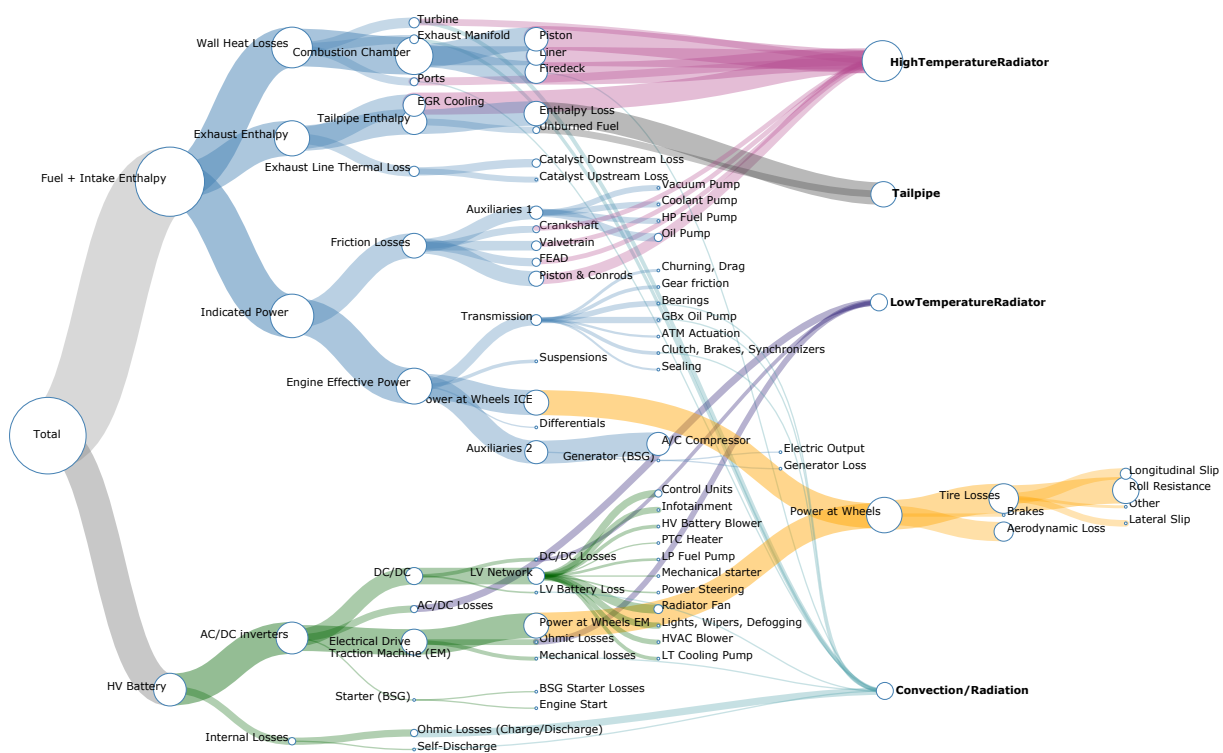 Turbine
Wall Heat Losses
Exhaust Manifold
Piston
Combustion Chamber
Liner
HighTemperatureRadiator
Firedeck
Ports
EGR Cooling
Enthalpy Loss
Tailpipe Enthalpy
Unburned Fuel
Exhaust Enthalpy
Catalyst Downstream Loss
Exhaust Line Thermal Loss
Catalyst Upstream Loss
Fuel + Intake Enthalpy
Vacuum Pump
Tailpipe
Coolant Pump
Auxiliaries 1
HP Fuel Pump
Crankshaft
Oil Pump
Friction Losses
Valvetrain
FEAD
Churning, Drag
Piston & Conrods
Gear friction
Bearings
LowTemperatureRadiator
Indicated Power
Transmission
GBx Oil Pump
ATM Actuation
Clutch, Brakes, Synchronizers
Suspensions
Sealing
Engine Effective Power
ower at Wheels ICE
Differentials
Total
A/C Compressor
Auxiliaries 2
Electric Output
Generator (BSG)
Generator Loss
Longitudinal Slip
Control Units
Roll Resistance
Tire Losses
Other
Infotainment
Power at Wheels
Brakes
HV Battery Blower
Lateral Slip
Aerodynamic Loss
PTC Heater
DC/DC Losses
LP Fuel Pump
DC/DC
LV Network
Mechanical starter
LV Battery Loss
Power Steering
AC/DC Losses
Radiator Fan
Power at Wheels EM
Lights, Wipers, Defogging
AC/DC inverters
Electrical Drive
Ohmic Losses
HVAC Blower
Traction Machine (EM)
Mechanical losses
LT Cooling Pump
HV Battery
BSG Starter Losses
Convection/Radiation
Starter (BSG)
Engine Start
Ohmic Losses (Charge/Discharge)
Internal Losses
Self-Discharge